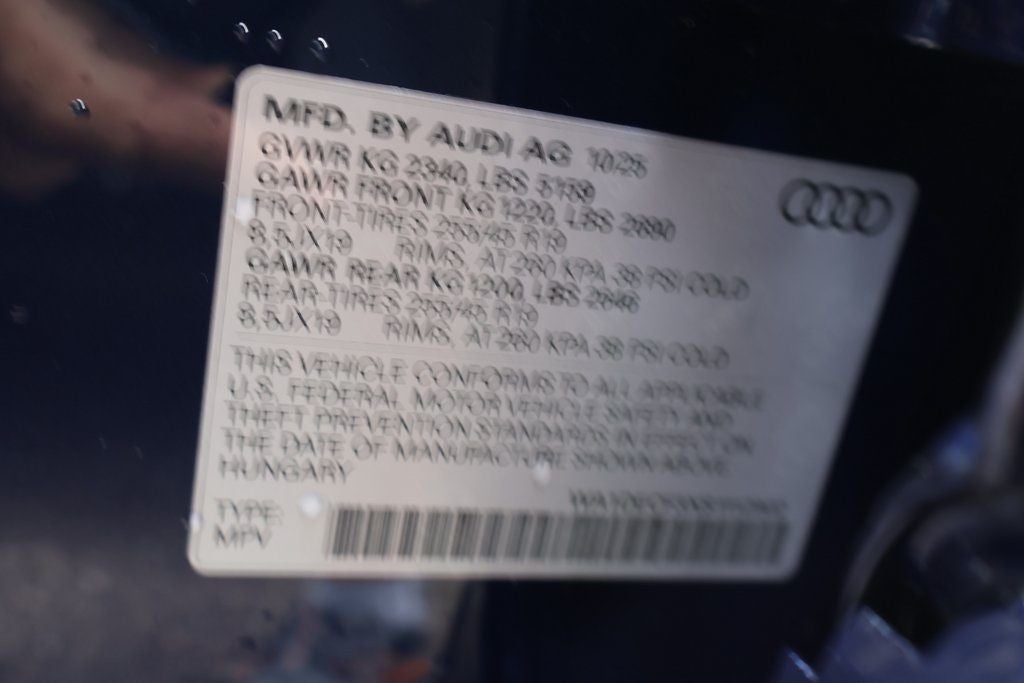 MFD. BY AUDI AG 10/25
GVWR KG 2340, LBS 5159
GAWR FRONT KG 1220, LBS 2690
FRONT-TIRES 255/45 R19
8,5JX19 RIMS, AT 260 KPA 38 PSI COLD
GAWR REAR KG 1200, LBS 2646
REAR-TIRES 255/45 R19
8,5JX19 RIMS, AT 260 KPA 38 PSI COLD
THIS VEHICLE CONFORMS TO ALL APPLICABLE
U.S. FEDERAL MOTOR VEHICLE SAFETY AND
THEFT PREVENTION STANDARDS IN EFFECT ON
THE DATE OF MANUFACTURE SHOWN ABOVE.
HUNGARY
TYPE:
MPV